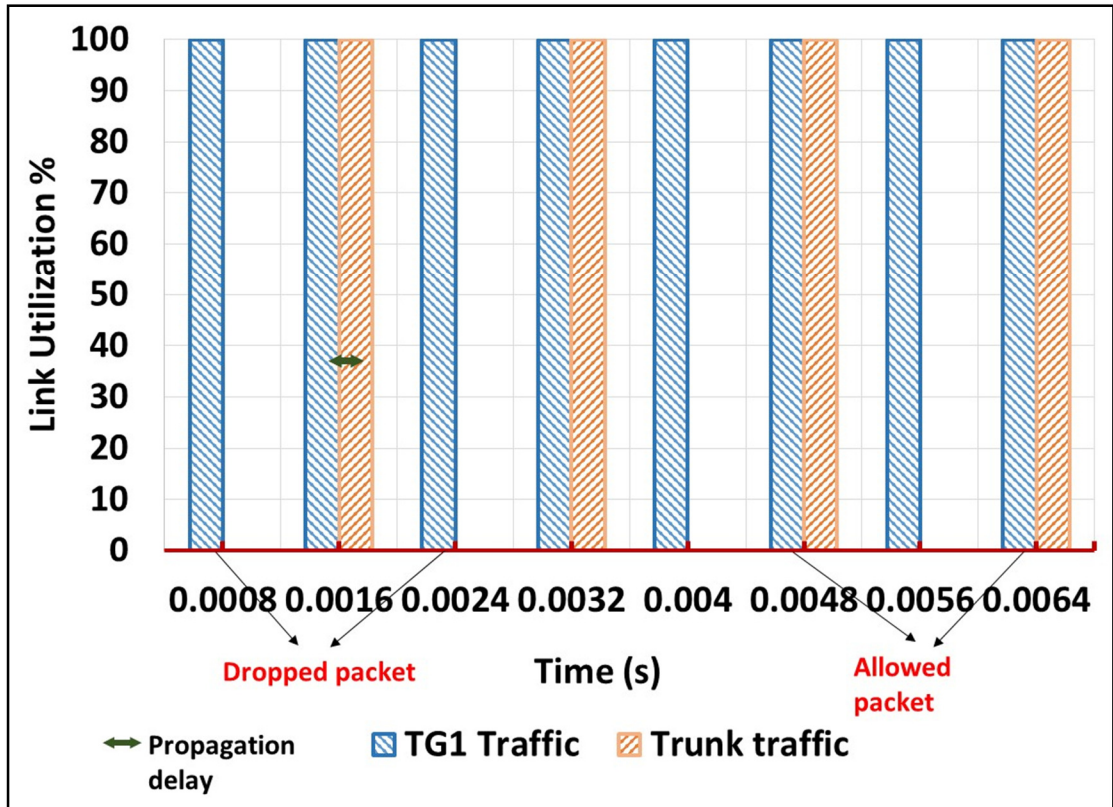 Link Utilization %
100
90
80
70
60
50
40
30
20
10
0
0.0008 0.0016 0.0024 0.0032 0.004 0.0048 0.0056 0.0064
Dropped packet
Time (s)
Allowed
packet
Propagation
delay
TG1 Traffic
Trunk traffic